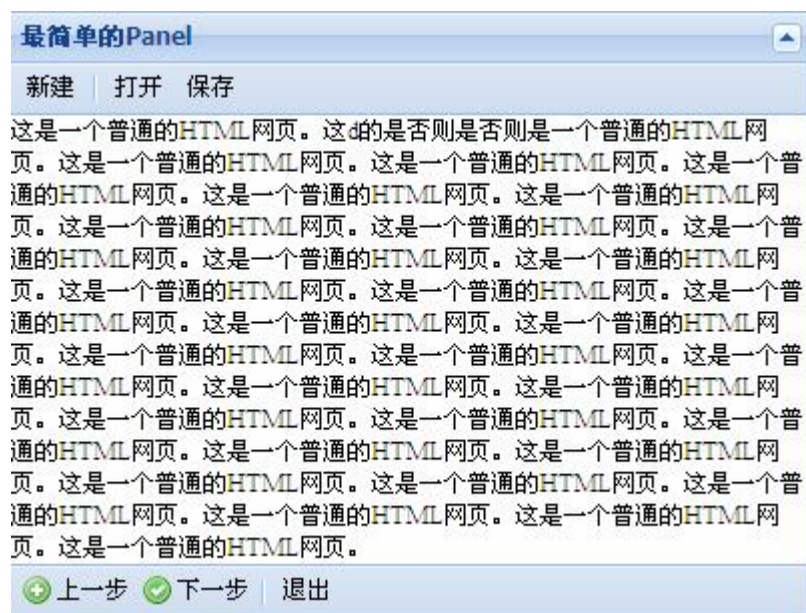 最简单的Panel
新建 打开 保存
这是一个普通的HTML网页。这d的是否则是否则是一个普通的HTML网
页。这是一个普通的HTML网页。这是一个普通的HTML网页。这是一个普
通的HTML网页。这是一个普通的HTML网页。这是一个普通的HTML网
页。这是一个普通的HTML网页。这是一个普通的HTML网页。这是一个普
通的HTML网页。这是一个普通的HTML网页。这是一个普通的HTML网
页。这是一个普通的HTML网页。这是一个普通的HTML网页。这是一个普
通的HTML网页。这是一个普通的HTML网页。这是一个普通的HTML网
页。这是一个普通的HTML网页。这是一个普通的HTML网页。这是一个普
通的HTML网页。这是一个普通的HTML网页。这是一个普通的HTML网
页。这是一个普通的HTML网页。这是一个普通的HTML网页。这是一个普
通的HTML网页。这是一个普通的HTML网页。这是一个普通的HTML网
页。这是一个普通的HTML网页。这是一个普通的HTML网页。这是一个普
通的HTML网页。这是一个普通的HTML网页。这是一个普通的HTML网
页。这是一个普通的HTML网页。
上一步 下一步 退出